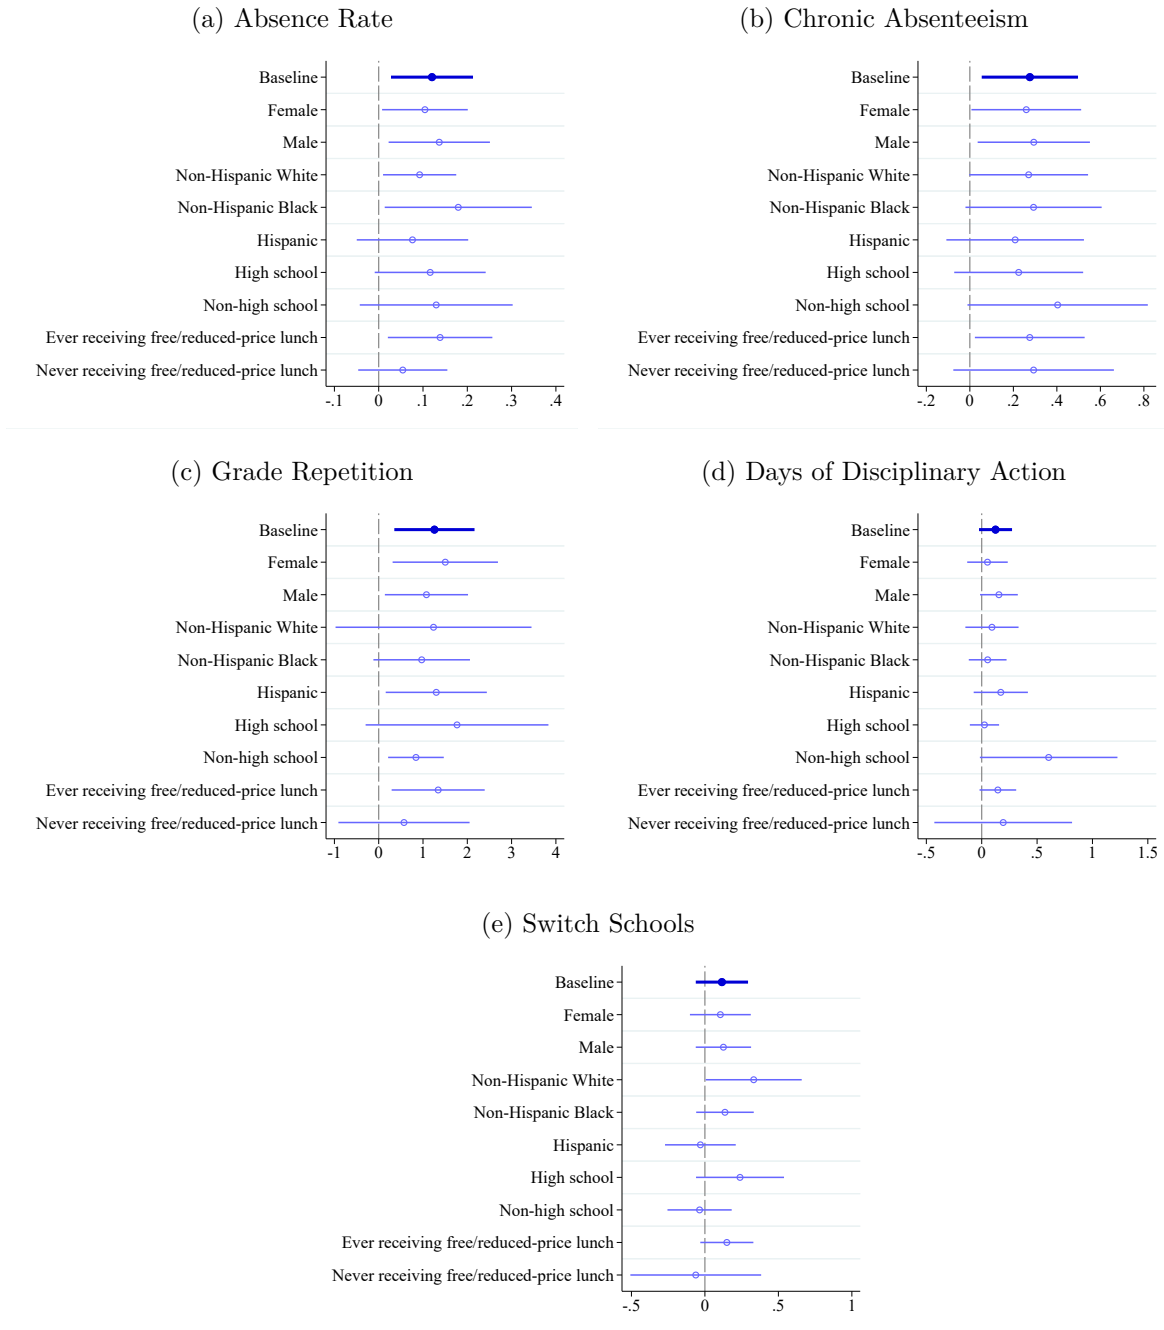 (a) Absence Rate
Baseline
Female
Male
Non-Hispanic White
Non-Hispanic Black
Hispanic
High school
Non-high school
Ever receiving free/reduced-price lunch
Never receiving free/reduced-price lunch
-.1 0 .1 .2 .3 .4
(b) Chronic Absenteeism
Baseline
Female
Male
Non-Hispanic White
Non-Hispanic Black
Hispanic
High school
Non-high school
Ever receiving free/reduced-price lunch
Never receiving free/reduced-price lunch
-.2 0 .2 .4 .6 .8
(c) Grade Repetition
Baseline
Female
Male
Non-Hispanic White
Non-Hispanic Black
Hispanic
High school
Non-high school
Ever receiving free/reduced-price lunch
Never receiving free/reduced-price lunch
-1 0 1 2 3 4
(d) Days of Disciplinary Action
Baseline
Female
Male
Non-Hispanic White
Non-Hispanic Black
Hispanic
High school
Non-high school
Ever receiving free/reduced-price lunch
Never receiving free/reduced-price lunch
-.5 0 .5 1 1.5
(e) Switch Schools
Baseline
Female
Male
Non-Hispanic White
Non-Hispanic Black
Hispanic
High school
Non-high school
Ever receiving free/reduced-price lunch
Never receiving free/reduced-price lunch
-.5 0 .5 1